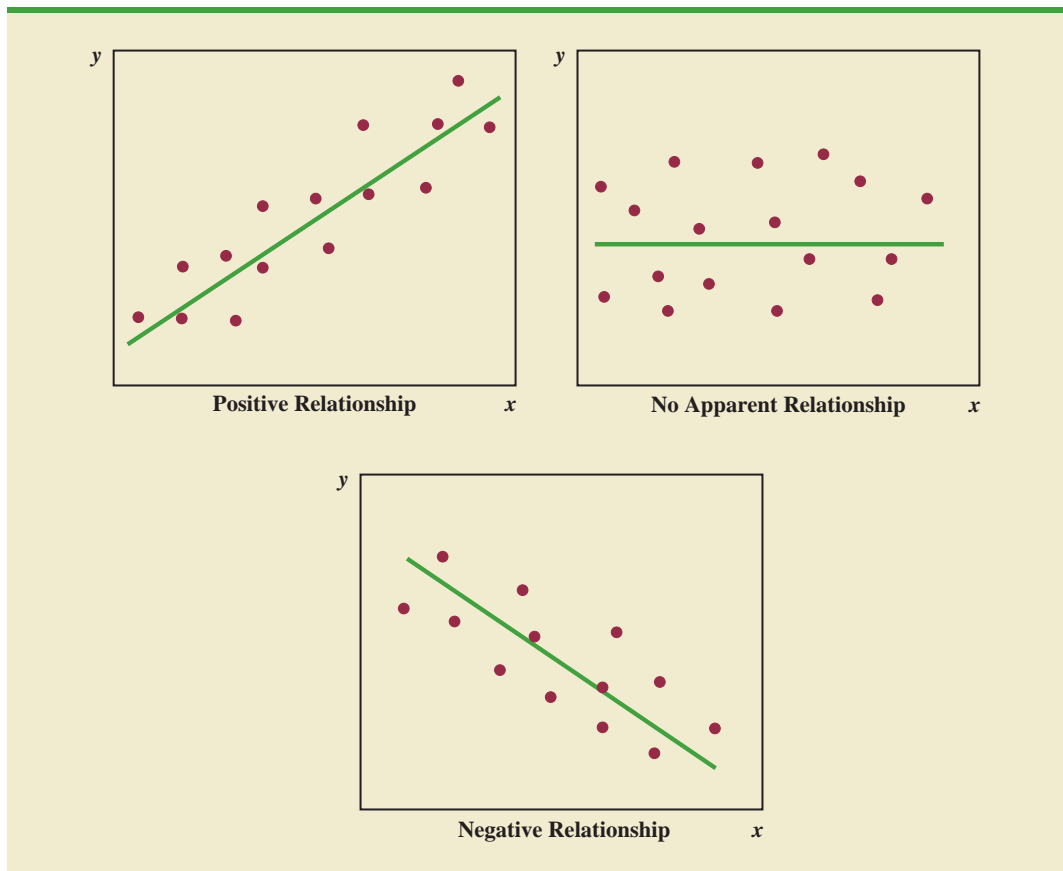 y
y
Positive Relationship x
No Apparent Relationship x
y
Negative Relationship x